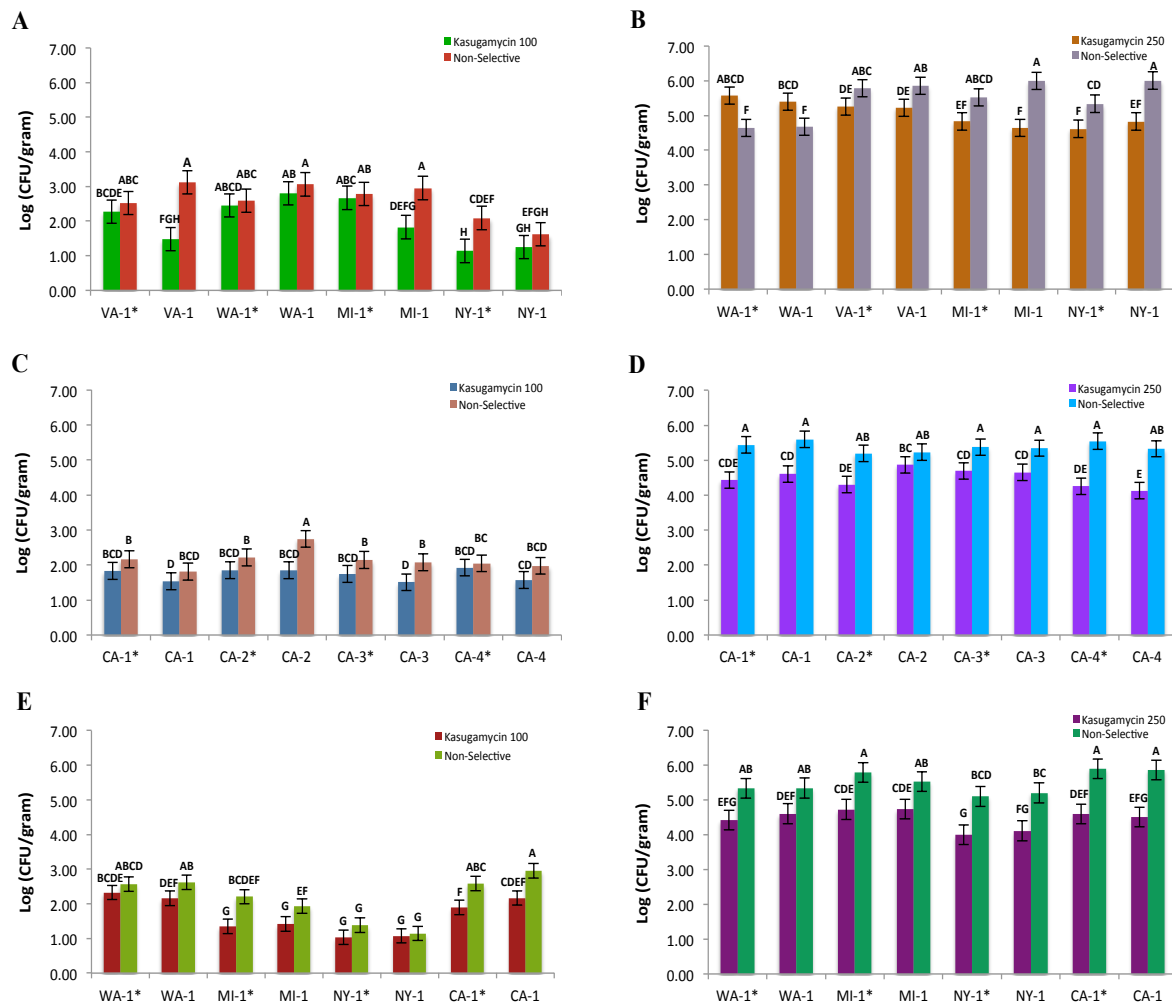 A
Kasugamycin 100
Non-Selective
Log (CFU/gram)
7.00
6.00
5.00
4.00
3.00
2.00
1.00
0.00
BCDE ABC FGH A ABCD ABC AB A ABC AB DEFG A H CDEF GH EFGH
VA-1* VA-1 WA-1* WA-1 MI-1* MI-1 NY-1* NY-1
B
Kasugamycin 250
Non-Selective
Log (CFU/gram)
7.00
6.00
5.00
4.00
3.00
2.00
1.00
0.00
ABCD F BCD F DE ABC DE AB EF ABCD F A F CD EF A
WA-1* WA-1 VA-1* VA-1 MI-1* MI-1 NY-1* NY-1
C
Kasugamycin 100
Non-Selective
Log (CFU/gram)
7.00
6.00
5.00
4.00
3.00
2.00
1.00
0.00
BCD B D BCD BCD B BCD A BCD B D BCD BCD BC CD BCD
CA-1* CA-1 CA-2* CA-2 CA-3* CA-3 CA-4* CA-4
D
Kasugamycin 250
Non-Selective
Log (CFU/gram)
7.00
6.00
5.00
4.00
3.00
2.00
1.00
0.00
CDE A CD A DE AB BC AB CD A CD A DE A E AB
CA-1* CA-1 CA-2* CA-2 CA-3* CA-3 CA-4* CA-4
E
Kasugamycin 100
Non-Selective
Log (CFU/gram)
7.00
6.00
5.00
4.00
3.00
2.00
1.00
0.00
BCDE ABCD DEF AB G BCDEF G EF G G G G F ABC CDEF A
WA-1* WA-1 MI-1* MI-1 NY-1* NY-1 CA-1* CA-1
F
Kasugamycin 250
Non-Selective
Log (CFU/gram)
7.00
6.00
5.00
4.00
3.00
2.00
1.00
0.00
EFG AB DEF AB CDE A CDE AB G BCD FG BC DEF A EFG A
WA-1* WA-1 MI-1* MI-1 NY-1* NY-1 CA-1* CA-1